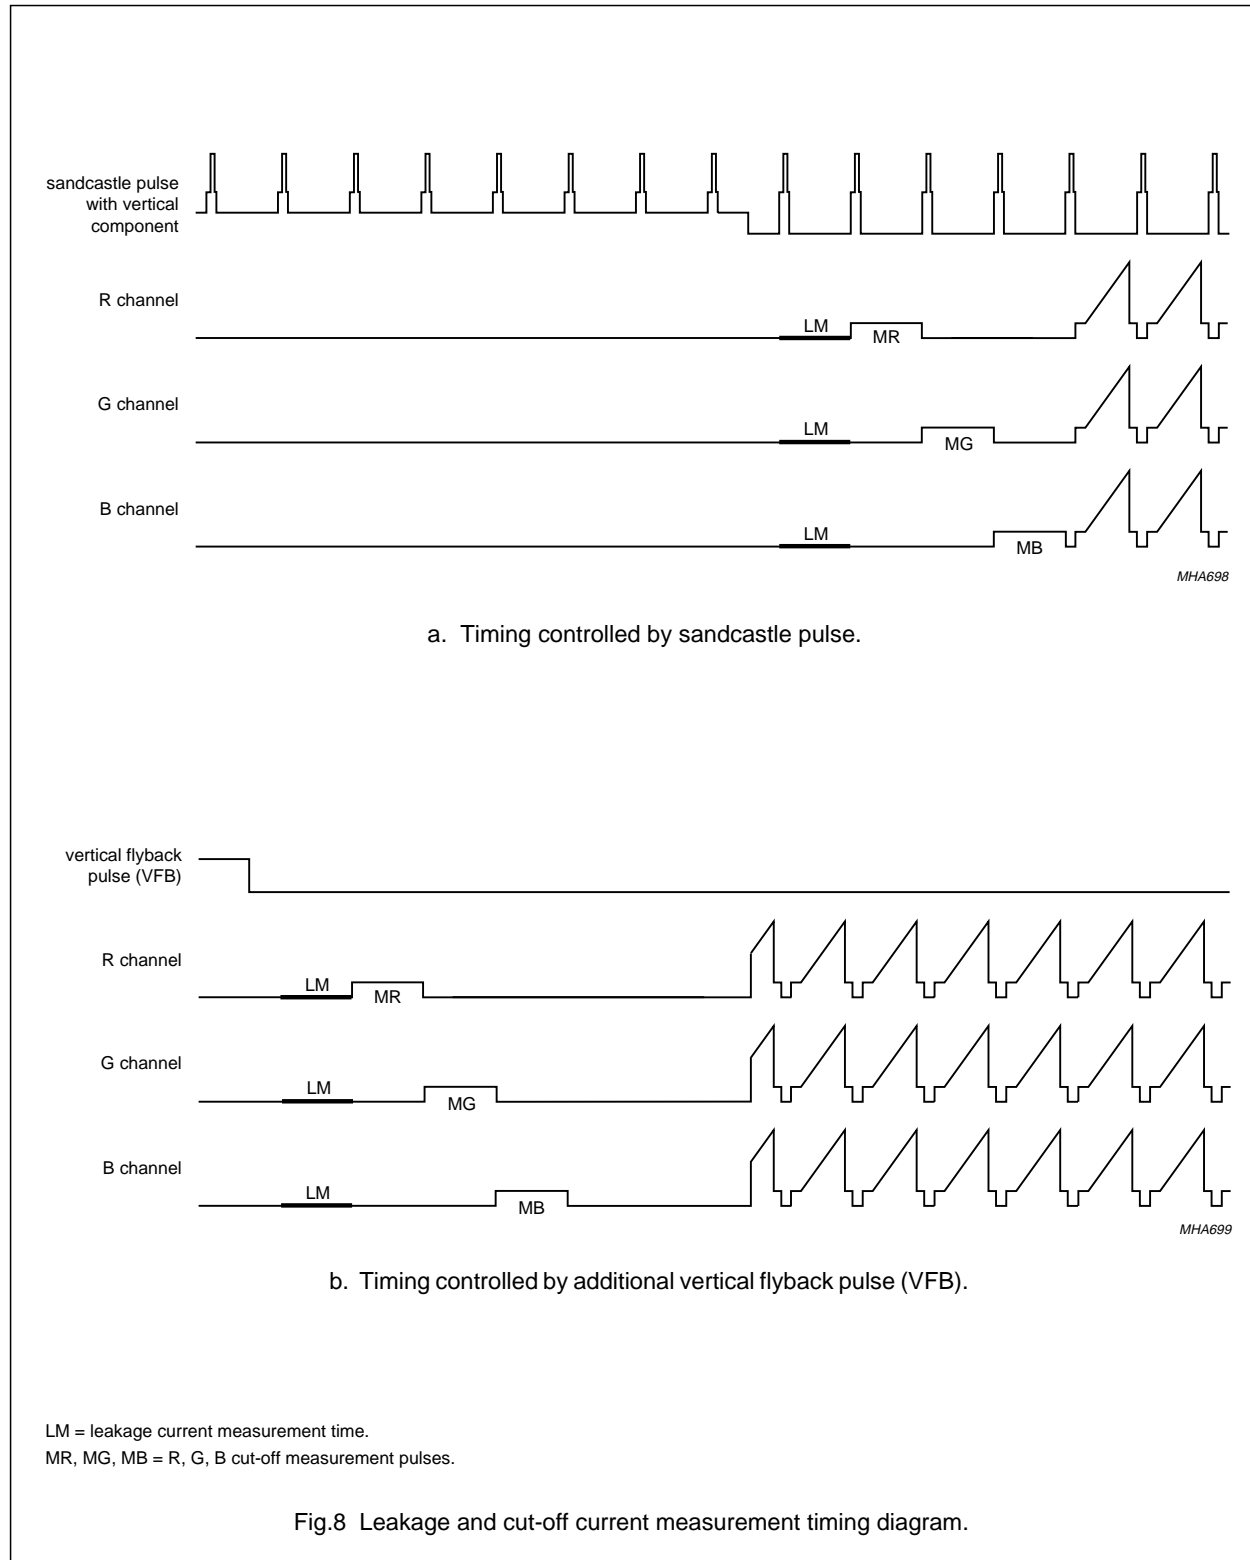 sandcastle pulse
with vertical
component
R channel
LM
MR
G channel
LM
MG
B channel
LM
MB
MHA698
a. Timing controlled by sandcastle pulse.
vertical flyback
pulse (VFB)
R channel
LM
MR
G channel
LM
MG
B channel
LM
MB
MHA699
b. Timing controlled by additional vertical flyback pulse (VFB).
LM = leakage current measurement time.
MR, MG, MB = R, G, B cut-off measurement pulses.
Fig.8 Leakage and cut-off current measurement timing diagram.